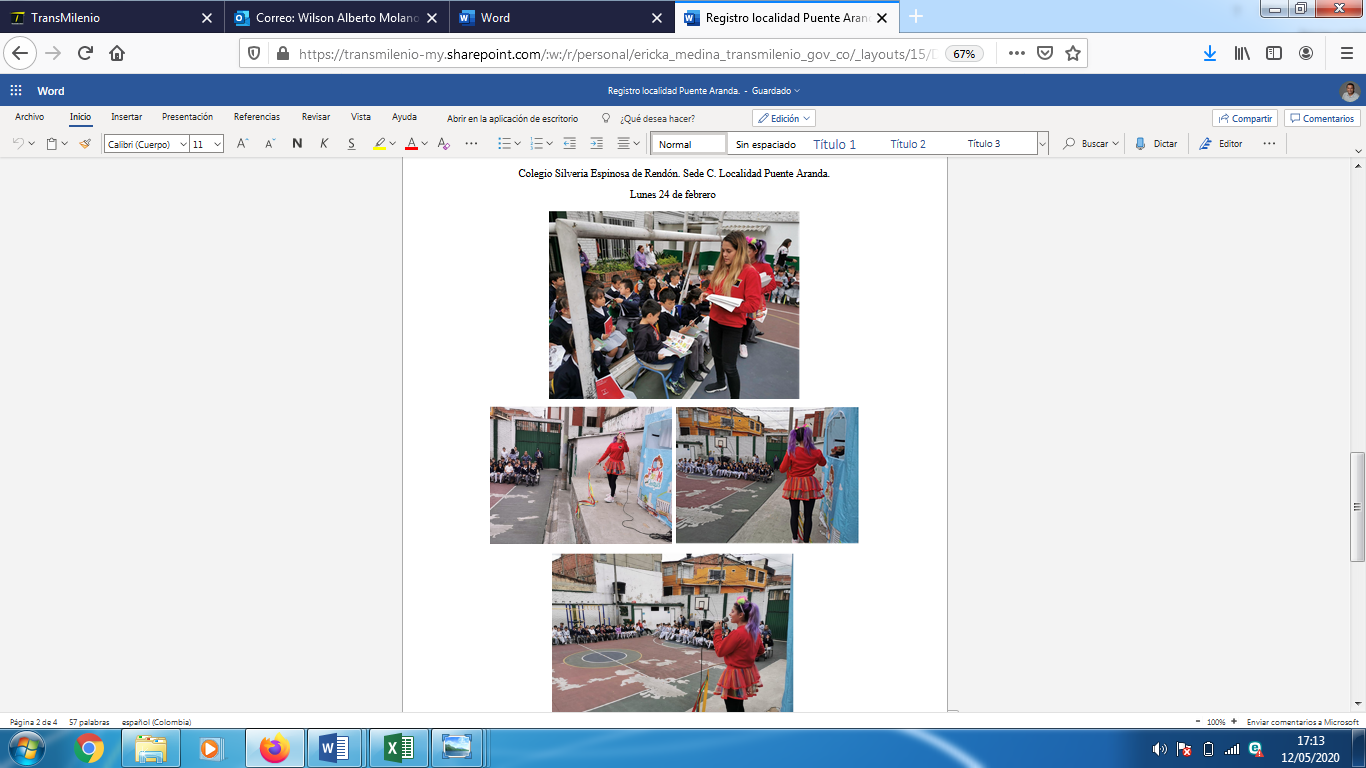 TransMilenio
Correo: Wilson Alberto Molano
Word
Registro localidad Puente Aranda
https://transmilenio-my.sharepoint.com/:w:/r/personal/ericka_medina_transmilenio_gov_co/_layouts/15/
67%
Word
Registro localidad Puente Aranda. - Guardado
Archivo Inicio Insertar Presentación Referencias Revisar Vista Ayuda Abrir en la aplicación de escritorio ¿Qué desea hacer? Edición Compartir Comentarios
Calibri (Cuerpo) 11 A A N K S A A Normal Sin espaciado Título 1 Título 2 Título 3 Buscar Dictar Editor
Colegio Silveria Espinosa de Rendón. Sede C. Localidad Puente Aranda.
Lunes 24 de febrero
Página 2 de 4 57 palabras español (Colombia) - 100% + Enviar comentarios a Microsoft
17:13
12/05/2020